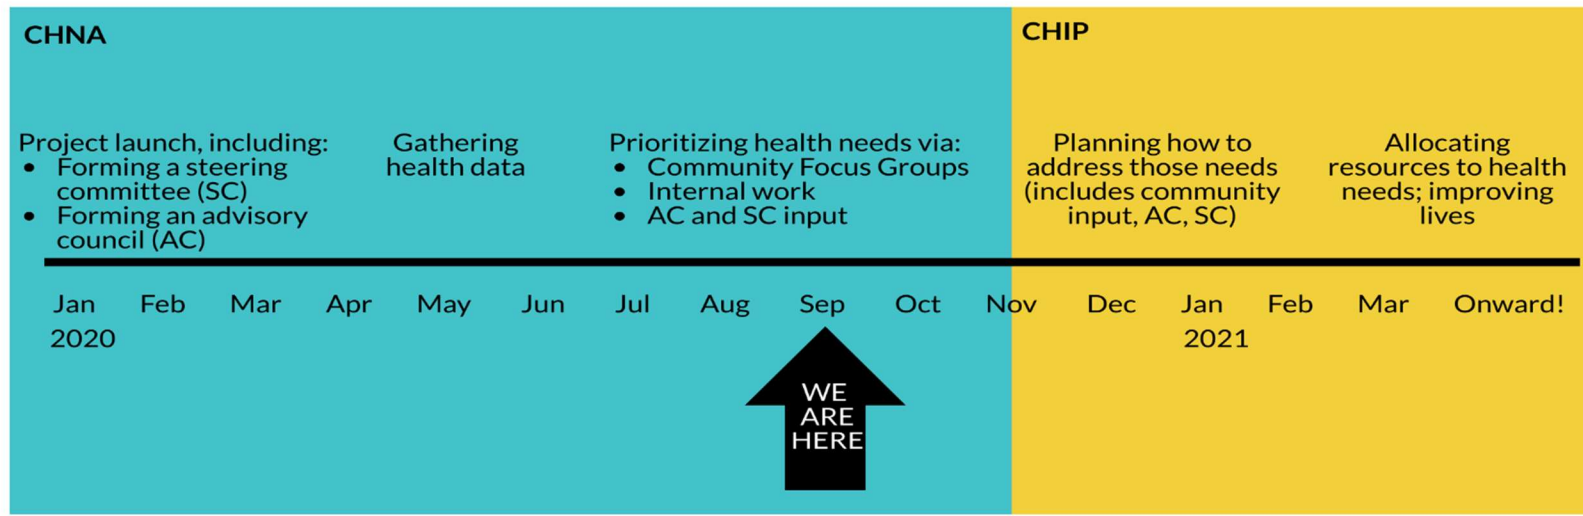 CHNA
CHIP
Project launch, including:
• Forming a steering
committee (SC)
• Forming an advisory
council (AC)
Gathering
health data
Prioritizing health needs via:
• Community Focus Groups
• Internal work
• AC and SC input
Planning how to
address those needs
(includes community
input, AC, SC)
Allocating
resources to health
needs; improving
lives
Jan Feb Mar Apr May Jun Jul Aug Sep Oct Nov Dec Jan Feb Mar Onward!
2020 2021
WE
ARE
HERE